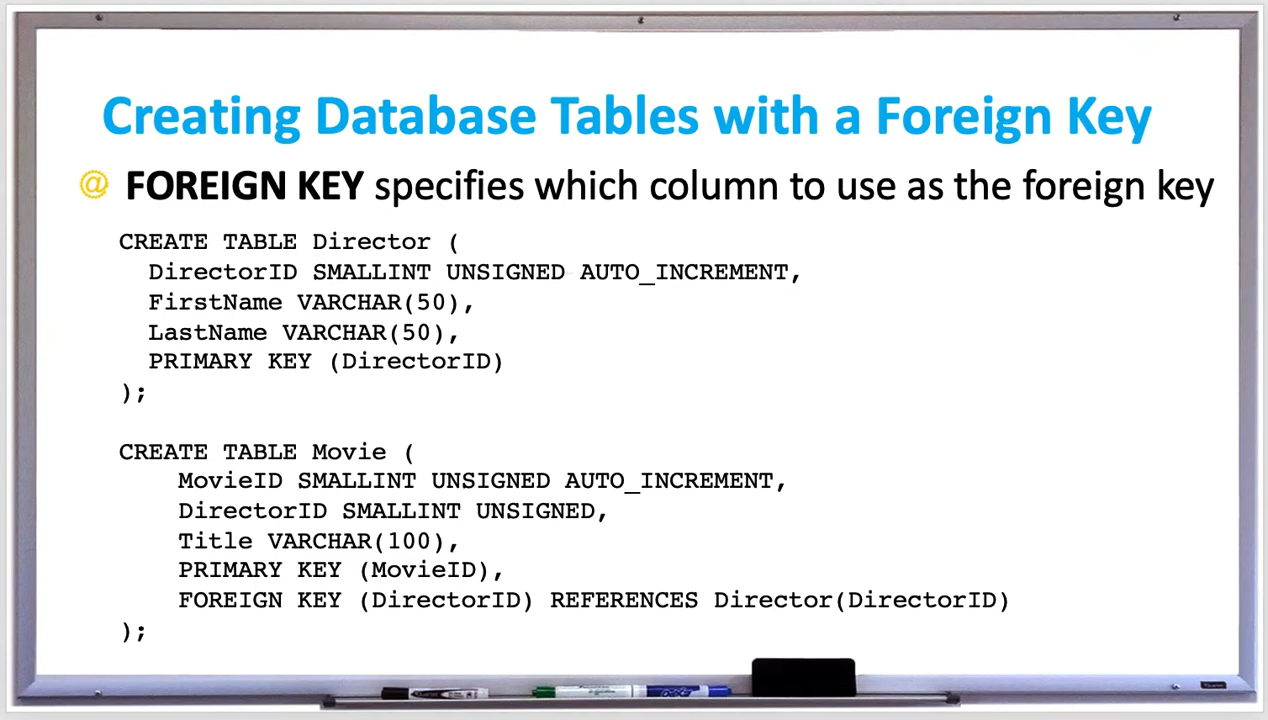 Creating Database Tables with a Foreign Key
@ FOREIGN KEY specifies which column to use as the foreign key
CREATE TABLE Director (
  DirectorID SMALLINT UNSIGNED AUTO_INCREMENT,
  FirstName VARCHAR(50),
  LastName VARCHAR(50),
  PRIMARY KEY (DirectorID)
);

CREATE TABLE Movie (
    MovieID SMALLINT UNSIGNED AUTO_INCREMENT,
    DirectorID SMALLINT UNSIGNED,
    Title VARCHAR(100),
    PRIMARY KEY (MovieID),
    FOREIGN KEY (DirectorID) REFERENCES Director(DirectorID)
);